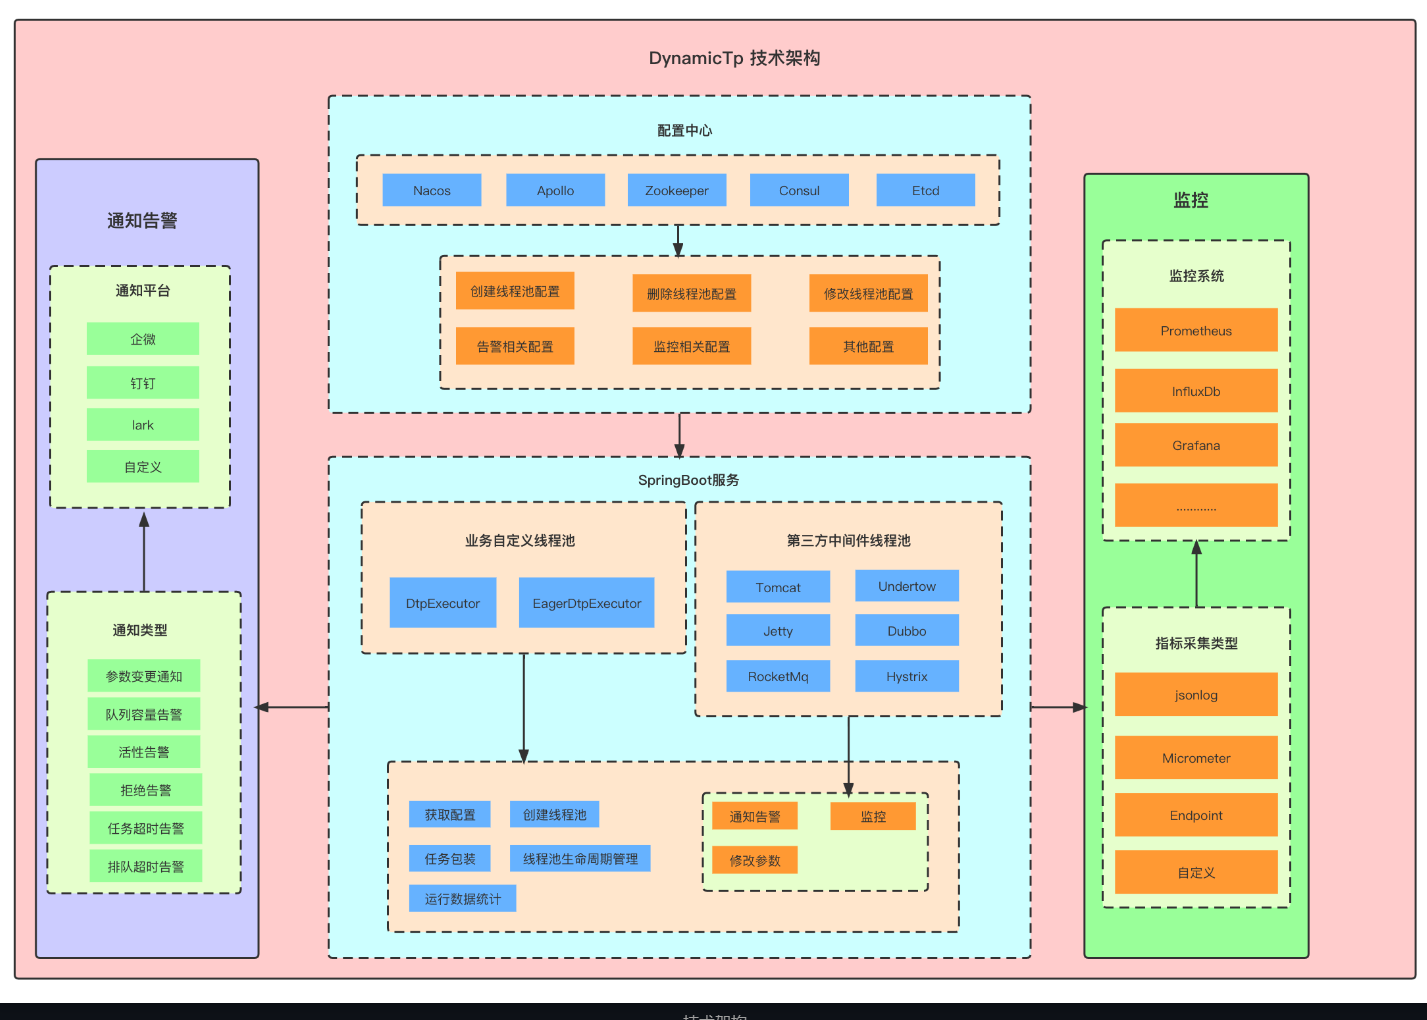 DynamicTp 技术架构
配置中心
Nacos
Apollo
Zookeeper
Consul
Etcd
创建线程池配置
删除线程池配置
修改线程池配置
告警相关配置
监控相关配置
其他配置
通知告警
通知平台
企微
钉钉
lark
自定义
通知类型
参数变更通知
队列容量告警
活性告警
拒绝告警
任务超时告警
排队超时告警
SpringBoot服务
业务自定义线程池
DtpExecutor
EagerDtpExecutor
第三方中间件线程池
Tomcat
Undertow
Jetty
Dubbo
RocketMq
Hystrix
获取配置
创建线程池
任务包装
线程池生命周期管理
运行数据统计
通知告警
监控
修改参数
监控
监控系统
Prometheus
InfluxDb
Grafana
............
指标采集类型
jsonlog
Micrometer
Endpoint
自定义
技术架构